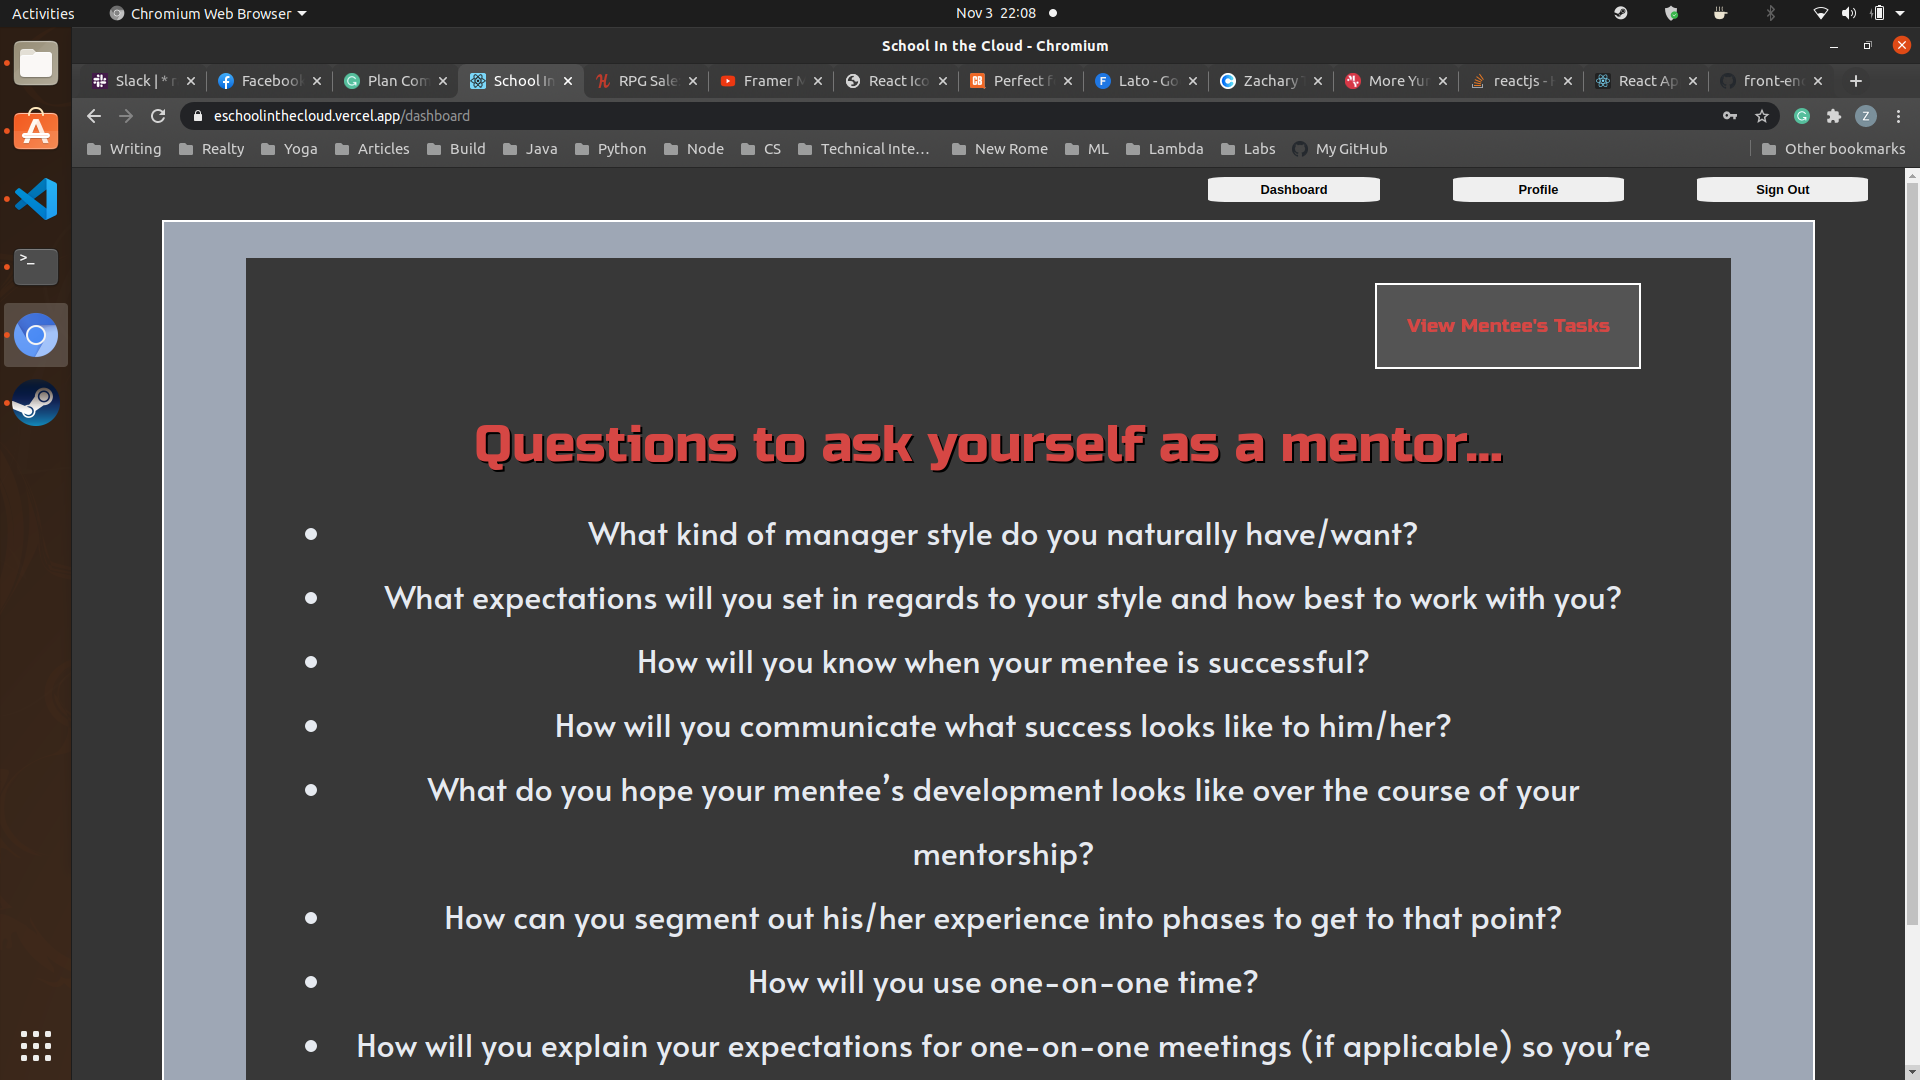 Activities
Chromium Web Browser
Nov 3 22:08
School In the Cloud - Chromium
Slack | *
Facebook
Plan Com
School In
RPG Sale
Framer
React Ico
Perfect f
Lato - Go
Zachary
More Yu
reactjs -
React Ap
front-en
eschoolinthecloud.vercel.app/dashboard
Z
Writing
Realty
Yoga
Articles
Build
Java
Python
Node
CS
Technical Inte...
New Rome
ML
Lambda
Labs
My GitHub
Other bookmarks
Dashboard
Profile
Sign Out
View Mentee's Tasks
Questions to ask yourself as a mentor...
What kind of manager style do you naturally have/want?
What expectations will you set in regards to your style and how best to work with you?
How will you know when your mentee is successful?
How will you communicate what success looks like to him/her?
What do you hope your mentee’s development looks like over the course of your
mentorship?
How can you segment out his/her experience into phases to get to that point?
How will you use one-on-one time?
How will you explain your expectations for one-on-one meetings (if applicable) so you’re